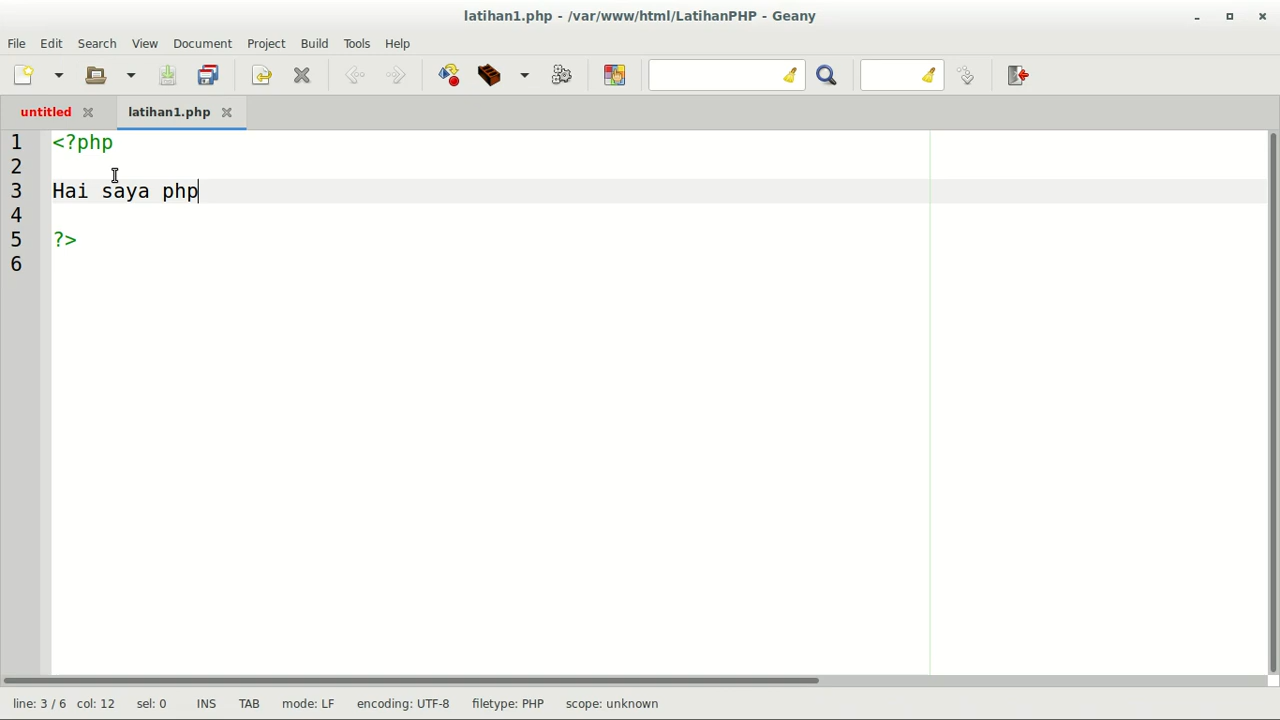 latihan1.php - /var/www/html/LatihanPHP - Geany
File Edit Search View Document Project Build Tools Help
untitled latihan1.php
1 <?php
2
3 Hai saya php
4
5 ?>
6
line: 3 / 6 col: 12 sel: 0 INS TAB mode: LF encoding: UTF-8 filetype: PHP scope: unknown